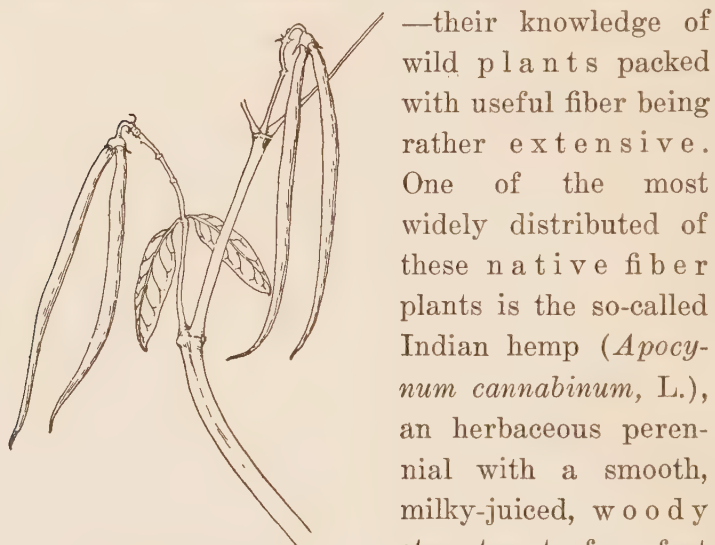 —their knowledge of
wild plants packed
with useful fiber being
rather extensive.
One of the most
widely distributed of
these native fiber
plants is the so-called
Indian hemp (Apocy-
num cannabinum, L.),
an herbaceous peren-
nial with a smooth,
milky-juiced, woody